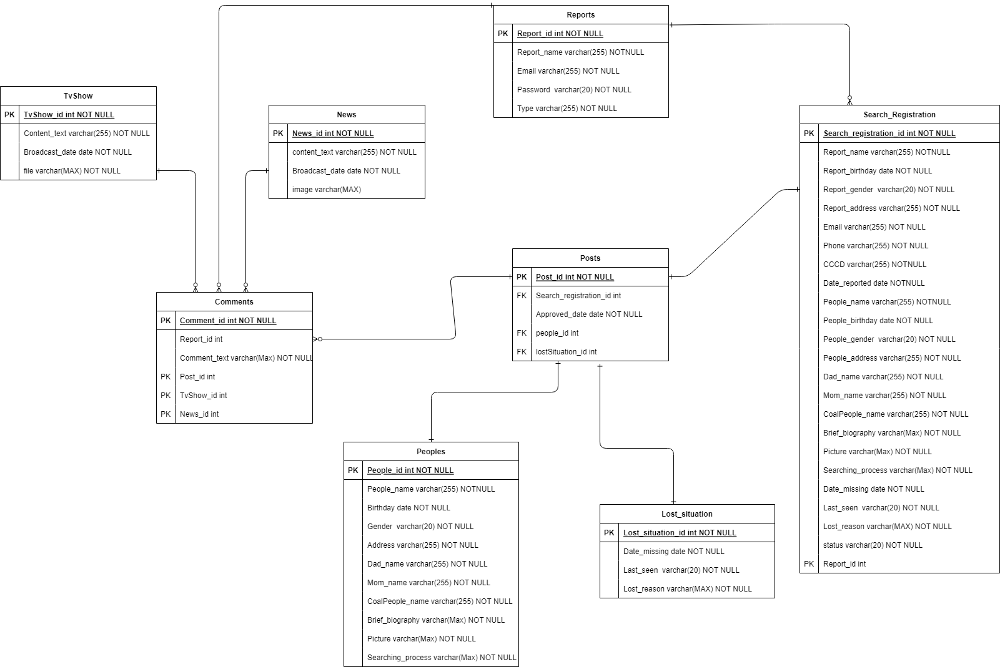 Reports
PK Report_id int NOT NULL
Report_name varchar(255) NOTNULL
Email varchar(255) NOT NULL
Password  varchar(20) NOT NULL
Type varchar(255) NOT NULL
TvShow
PK TvShow_id int NOT NULL
Content_text varchar(255) NOT NULL
Broadcast_date date NOT NULL
file varchar(MAX) NOT NULL
News
PK News_id int NOT NULL
content_text varchar(255) NOT NULL
Broadcast_date date NOT NULL
image varchar(MAX)
Search_Registration
PK Search_registration_id int NOT NULL
Report_name varchar(255) NOTNULL
Report_birthday date NOT NULL
Report_gender  varchar(20) NOT NULL
Report_address varchar(255) NOT NULL
Email varchar(255) NOT NULL
Phone varchar(255) NOT NULL
CCCD varchar(255) NOTNULL
Date_reported date NOTNULL
People_name varchar(255) NOTNULL
People_birthday date NOT NULL
People_gender  varchar(20) NOT NULL
People_address varchar(255) NOT NULL
Dad_name varchar(255) NOT NULL
Mom_name varchar(255) NOT NULL
CoalPeople_name varchar(255) NOT NULL
Brief_biography varchar(Max) NOT NULL
Picture varchar(Max) NOT NULL
Searching_process varchar(Max) NOT NULL
Date_missing date NOT NULL
Last_seen  varchar(20) NOT NULL
Lost_reason varchar(MAX) NOT NULL
status varchar(20) NOT NULL
PK Report_id int
Posts
PK Post_id int NOT NULL
FK Search_registration_id int
Approved_date date NOT NULL
FK people_id int
FK lostSituation_id int
Comments
PK Comment_id int NOT NULL
Report_id int
Comment_text varchar(Max) NOT NULL
PK Post_id int
PK TvShow_id int
PK News_id int
Peoples
PK People_id int NOT NULL
People_name varchar(255) NOTNULL
Birthday date NOT NULL
Gender  varchar(20) NOT NULL
Address varchar(255) NOT NULL
Dad_name varchar(255) NOT NULL
Mom_name varchar(255) NOT NULL
CoalPeople_name varchar(255) NOT NULL
Brief_biography varchar(Max) NOT NULL
Picture varchar(Max) NOT NULL
Searching_process varchar(Max) NOT NULL
Lost_situation
PK Lost_situation_id int NOT NULL
Date_missing date NOT NULL
Last_seen  varchar(20) NOT NULL
Lost_reason varchar(MAX) NOT NULL